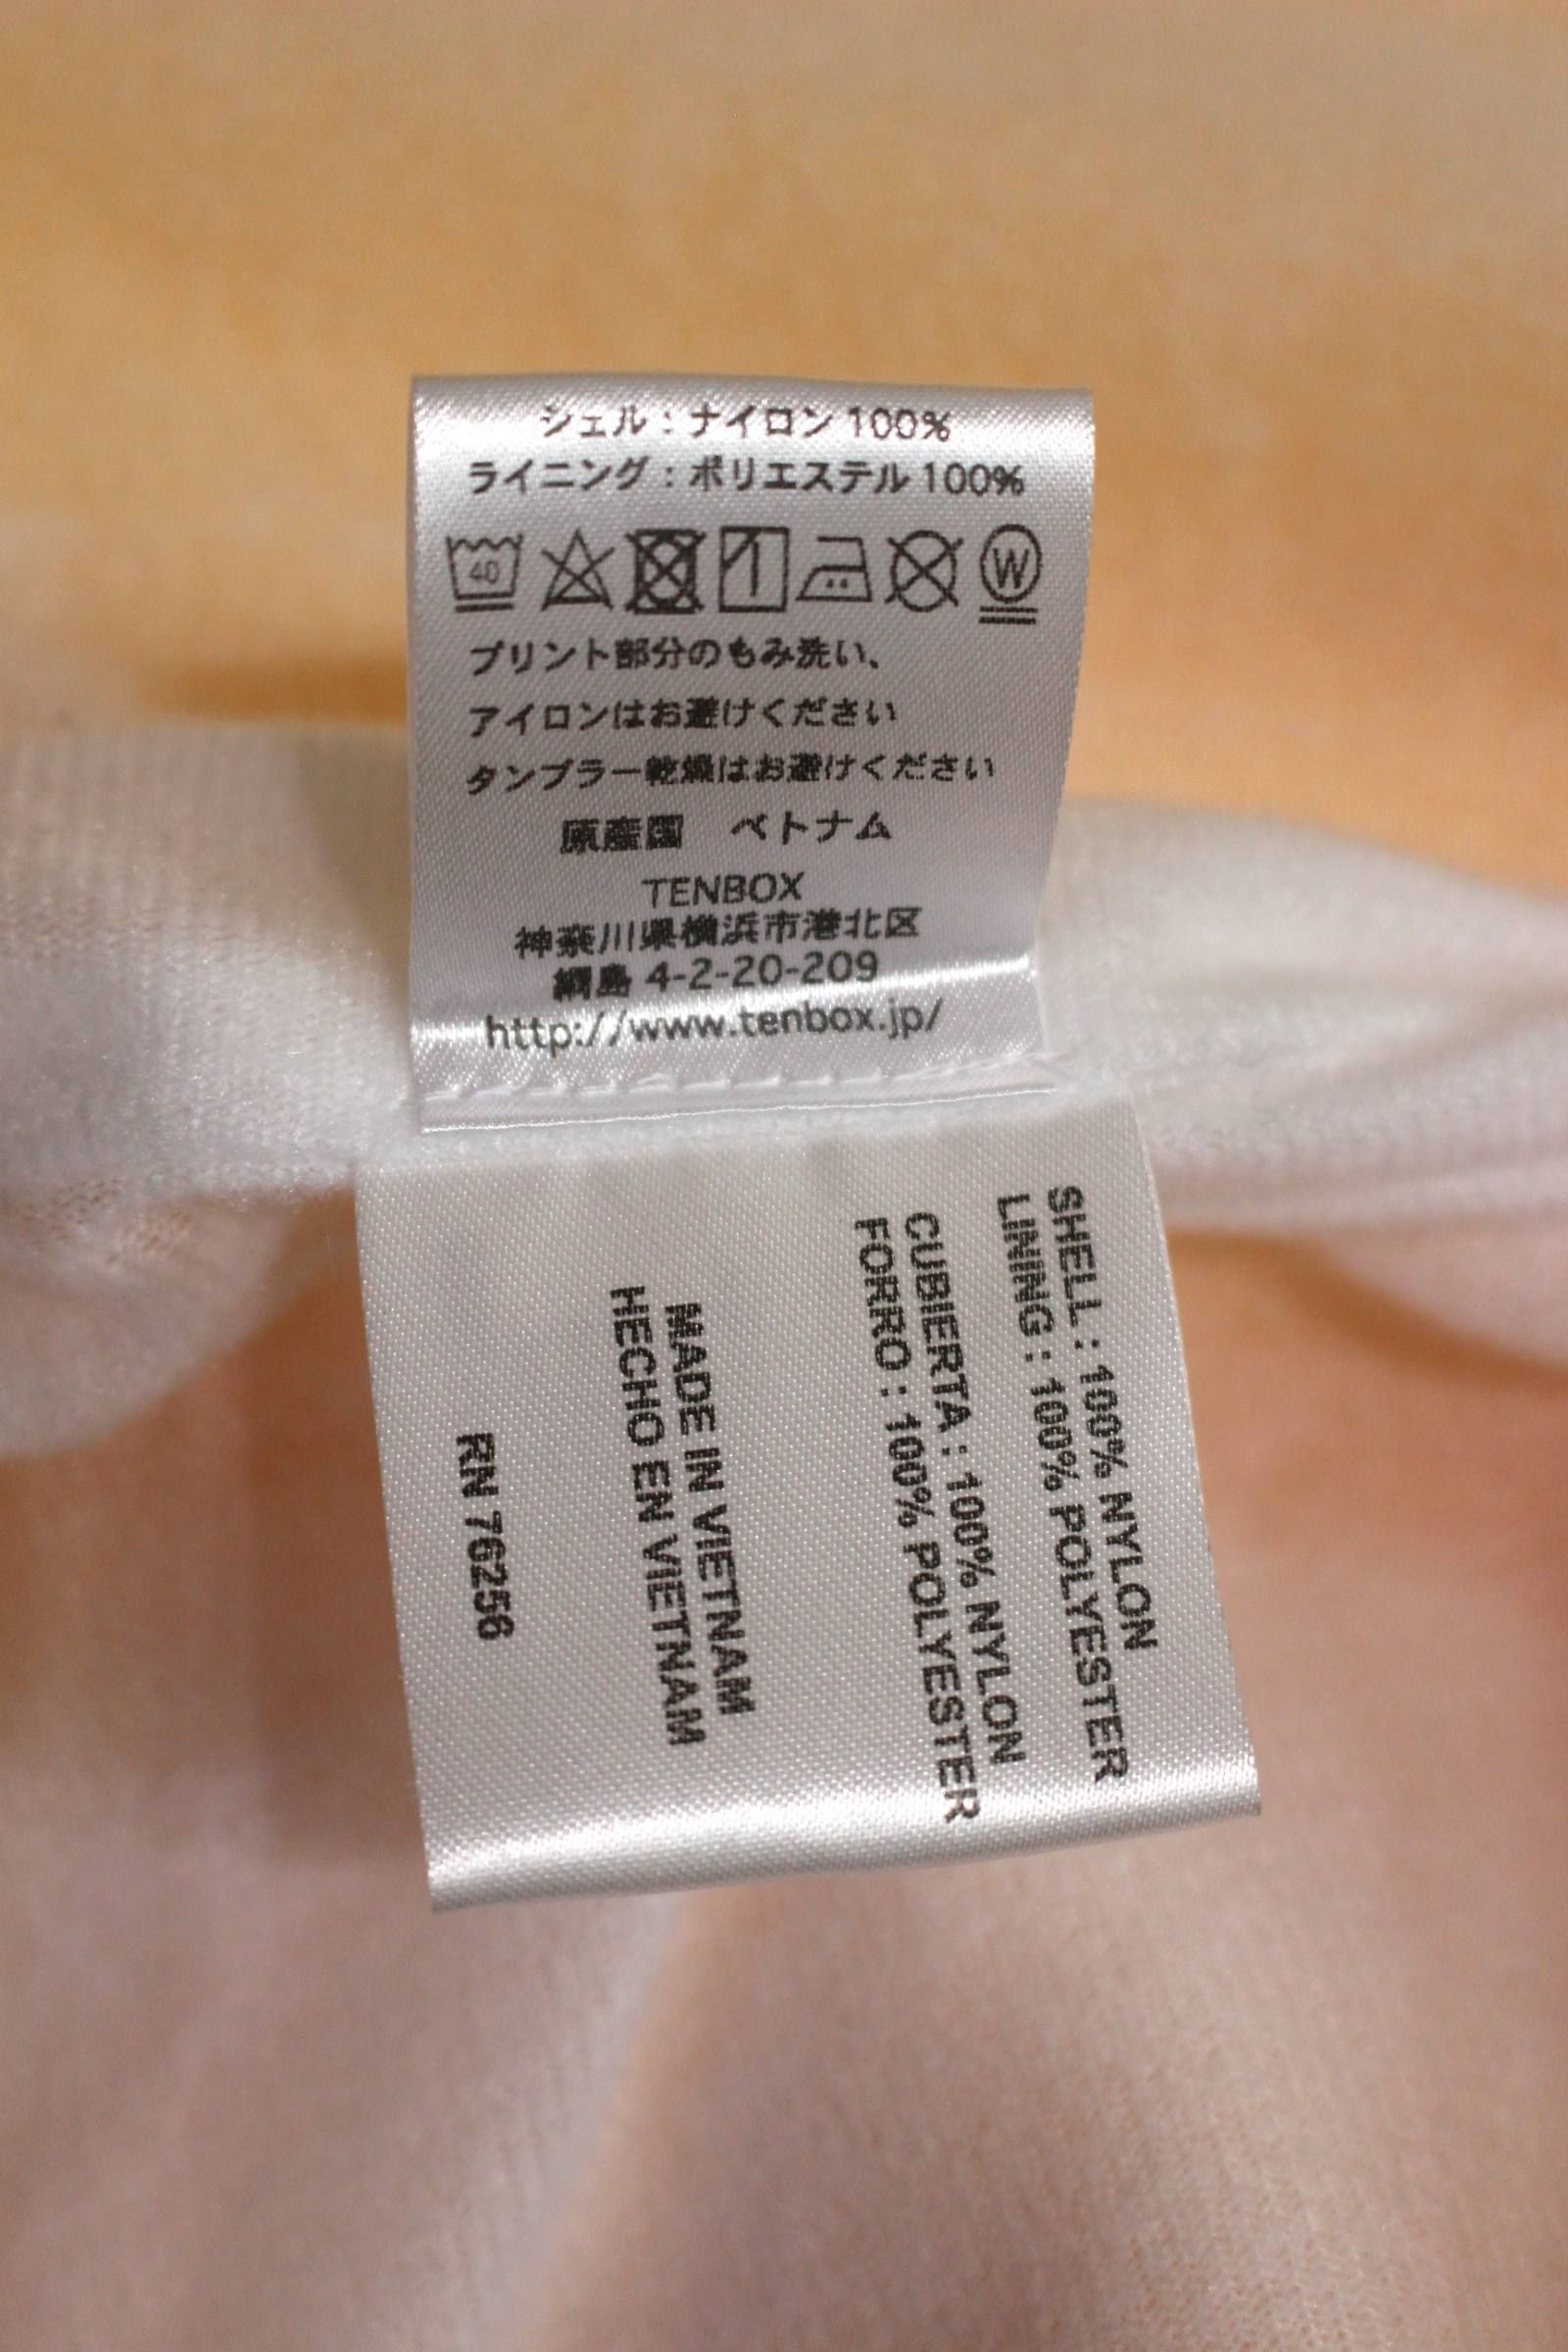 シェル：ナイロン 100%
ライニング：ポリエステル 100%
40
W
プリント部分のもみ洗い、
アイロンはお避けください
タンブラー乾燥はお避けください
原産国　ベトナム
TENBOX
神奈川県横浜市港北区
綱島 4-2-20-209
http://www.tenbox.jp/
SHELL : 100% NYLON
LINING : 100% POLYESTER
CUBIERTA : 100% NYLON
FORRO : 100% POLYESTER
MADE IN VIETNAM
HECHO EN VIETNAM
RN 76256